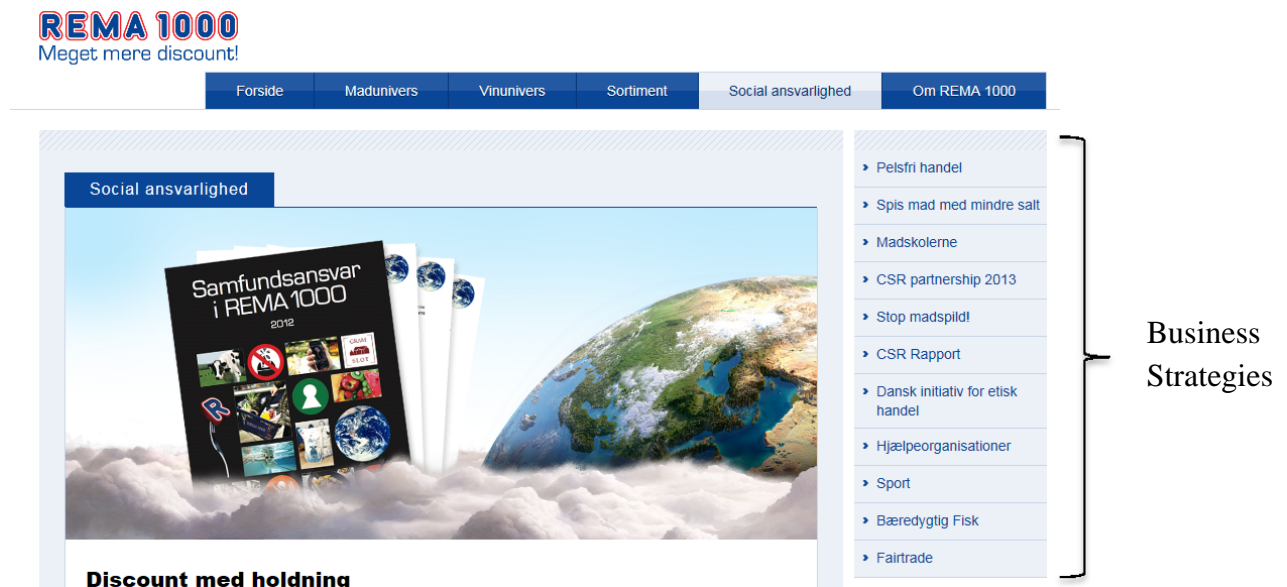 REMA 1000
Meget mere discount!
Forside
Madunivers
Vinunivers
Sortiment
Social ansvarlighed
Om REMA 1000
Social ansvarlighed
Samfundsansvar
i REMA 1000
2012
GRAM
SLOT
R
Discount med holdning
Pelsfri handel
Spis mad med mindre salt
Madskolerne
CSR partnership 2013
Stop madspild!
CSR Rapport
Dansk initiativ for etisk
handel
Hjælpeorganisationer
Sport
Bæredygtig Fisk
Fairtrade
Business
Strategies